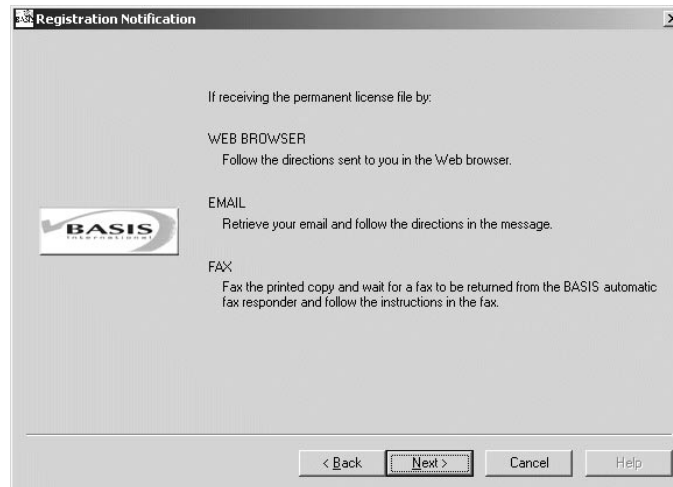 Registration Notification
If receiving the permanent license file by:
WEB BROWSER
Follow the directions sent to you in the Web browser.
EMAIL
Retrieve your email and follow the directions in the message.
BASIS
International
FAX
Fax the printed copy and wait for a fax to be returned from the BASIS automatic
fax responder and follow the instructions in the fax.
< Back
Next >
Cancel
Help